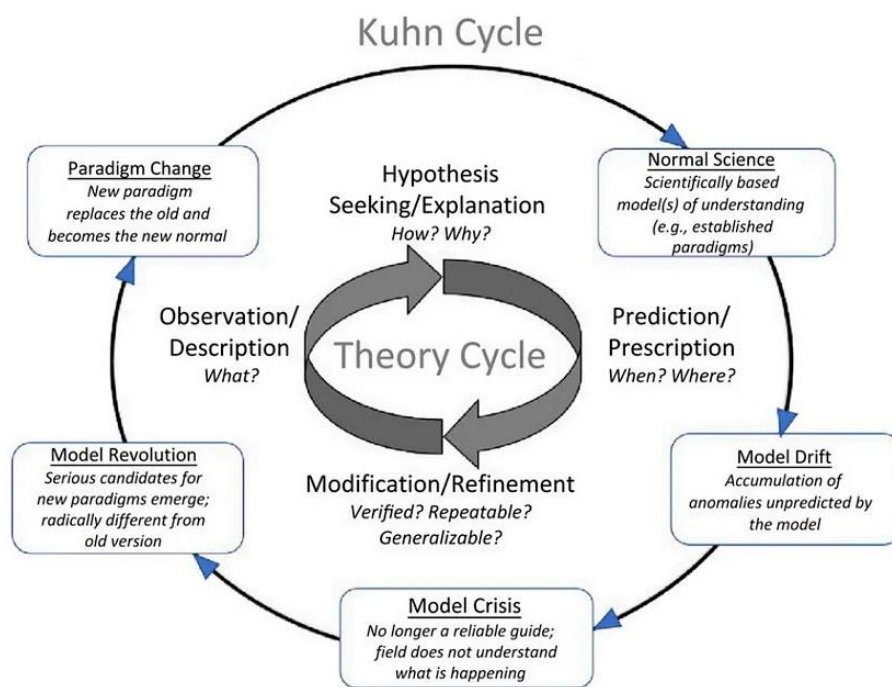 Kuhn Cycle
Paradigm Change
New paradigm
replaces the old and
becomes the new normal
Hypothesis
Seeking/Explanation
How? Why?
Normal Science
Scientifically based
model(s) of understanding
(e.g., established
paradigms)
Observation/
Description
What?
Theory Cycle
Prediction/
Prescription
When? Where?
Model Revolution
Serious candidates for
new paradigms emerge;
radically different from
old version
Modification/Refinement
Verified? Repeatable?
Generalizable?
Model Drift
Accumulation of
anomalies unpredicted by
the model
Model Crisis
No longer a reliable guide;
field does not understand
what is happening